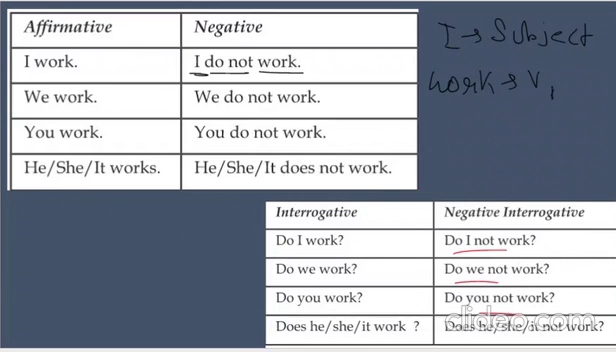 Affirmative Negative
I work. I do not work.
We work. We do not work.
You work. You do not work.
He/She/It works. He/She/It does not work.
I → Subject
work → V1
Interrogative Negative Interrogative
Do I work? Do I not work?
Do we work? Do we not work?
Do you work? Do you not work?
Does he/she/it work ? Does he/she/it not work?
clideo.com